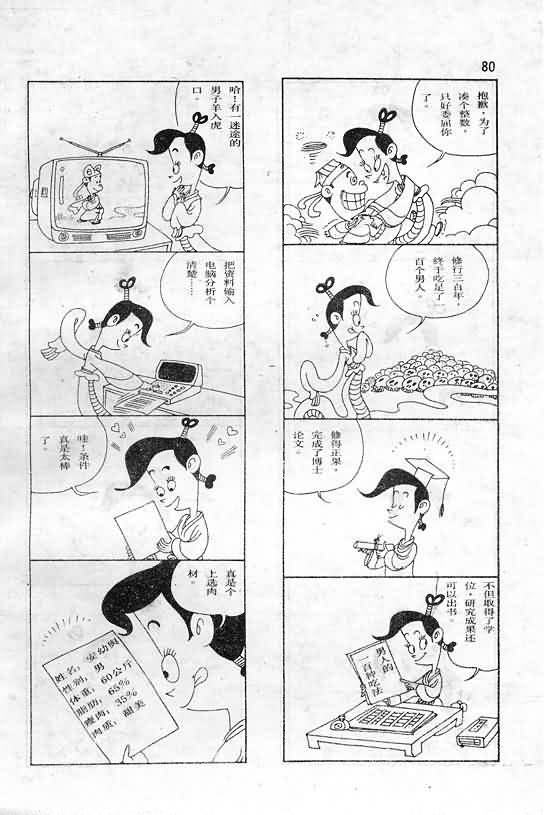 80
抱歉，为了
凑个整数，
只好委屈你
了。
修行三百年，
终于吃足了
百个男人。
修得正果，
完成了博士
论文。
不但取得了学
位，研究成果还
可以出书。
男人的
一百种吃法
哈！有一迷途的
男子羊入虎
口。
把资料输入
电脑分析个
清楚……
哇！条件
真是太棒
了。
真是个
上选肉
材。
姓名：安幼舆
性别：男
体重：60公斤
脂肪：65%
瘦肉：35%
肉质：甜美